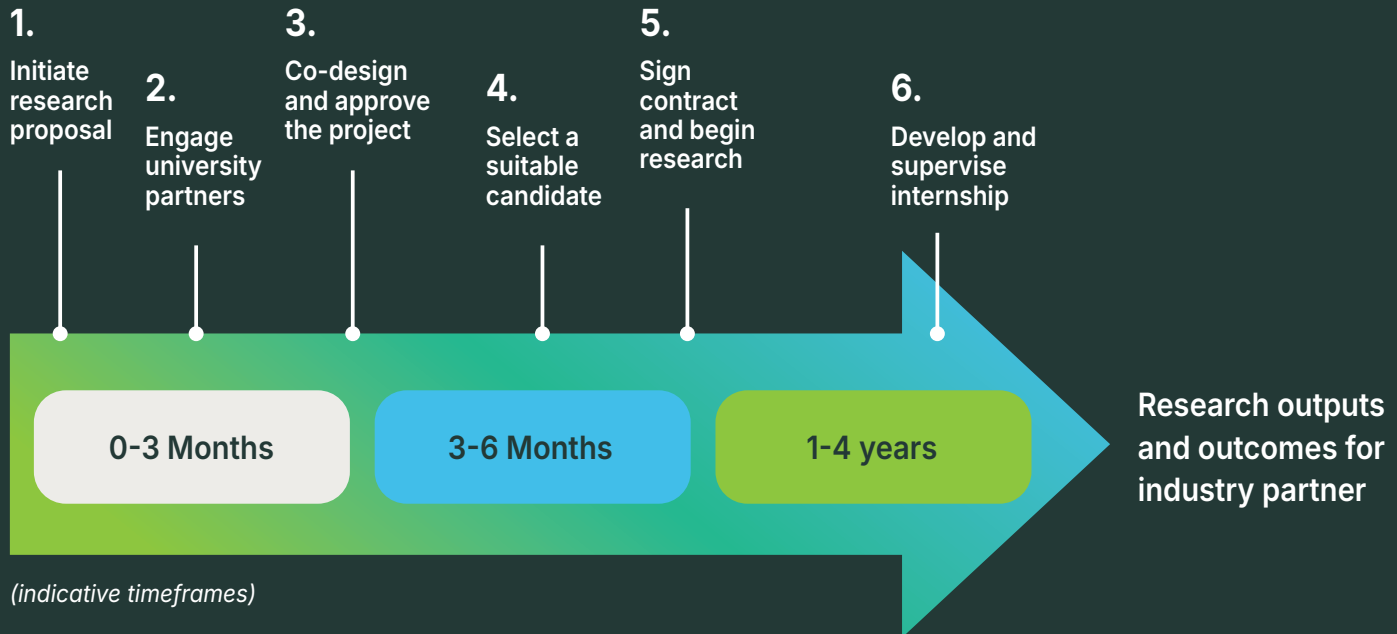 1.
Initiate
research
proposal
2.
Engage
university
partners
3.
Co-design
and approve
the project
4.
Select a
suitable
candidate
5.
Sign
contract
and begin
research
6.
Develop and
supervise
internship
0-3 Months
3-6 Months
1-4 years
Research outputs
and outcomes for
industry partner
(indicative timeframes)